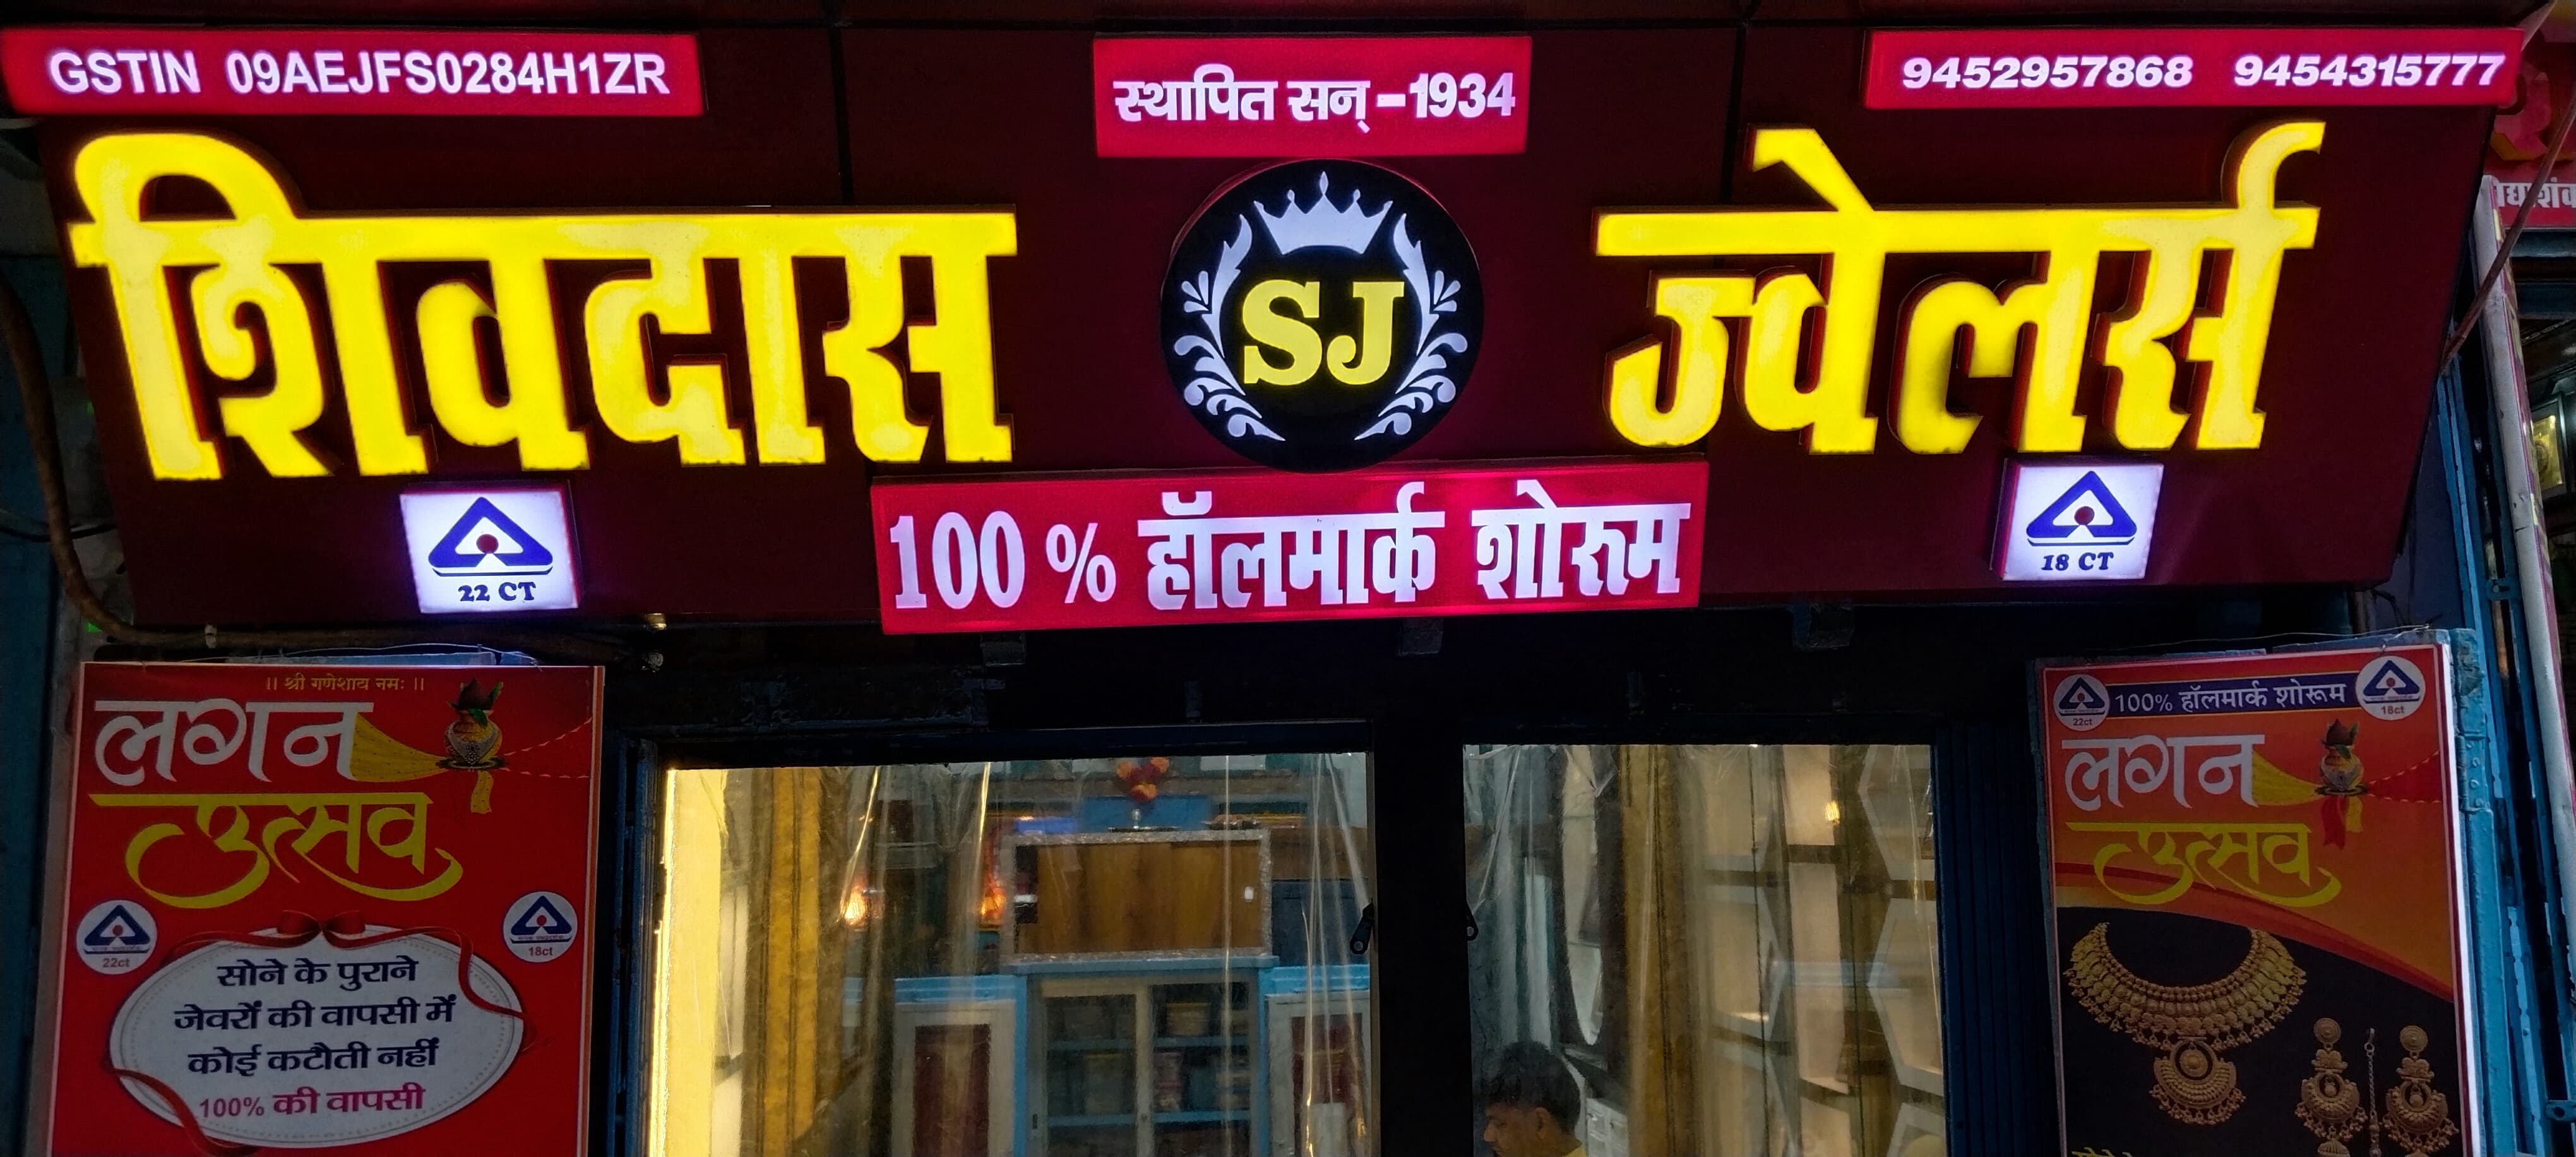 GSTIN 09AEJFS0284H1ZR
स्थापित सन् -1934
9452957868 9454315777
शिवदास
SJ
ज्वेलर्स
22 CT
100 % हॉलमार्क शोरुम
18 CT
|| श्री गणेशाय नमः ||
लगन
उत्सव
22ct
18ct
सोने के पुराने
जेवरों की वापसी में
कोई कटौती नहीं
100% की वापसी
22ct
100% हॉलमार्क शोरूम
18ct
लगन
उत्सव